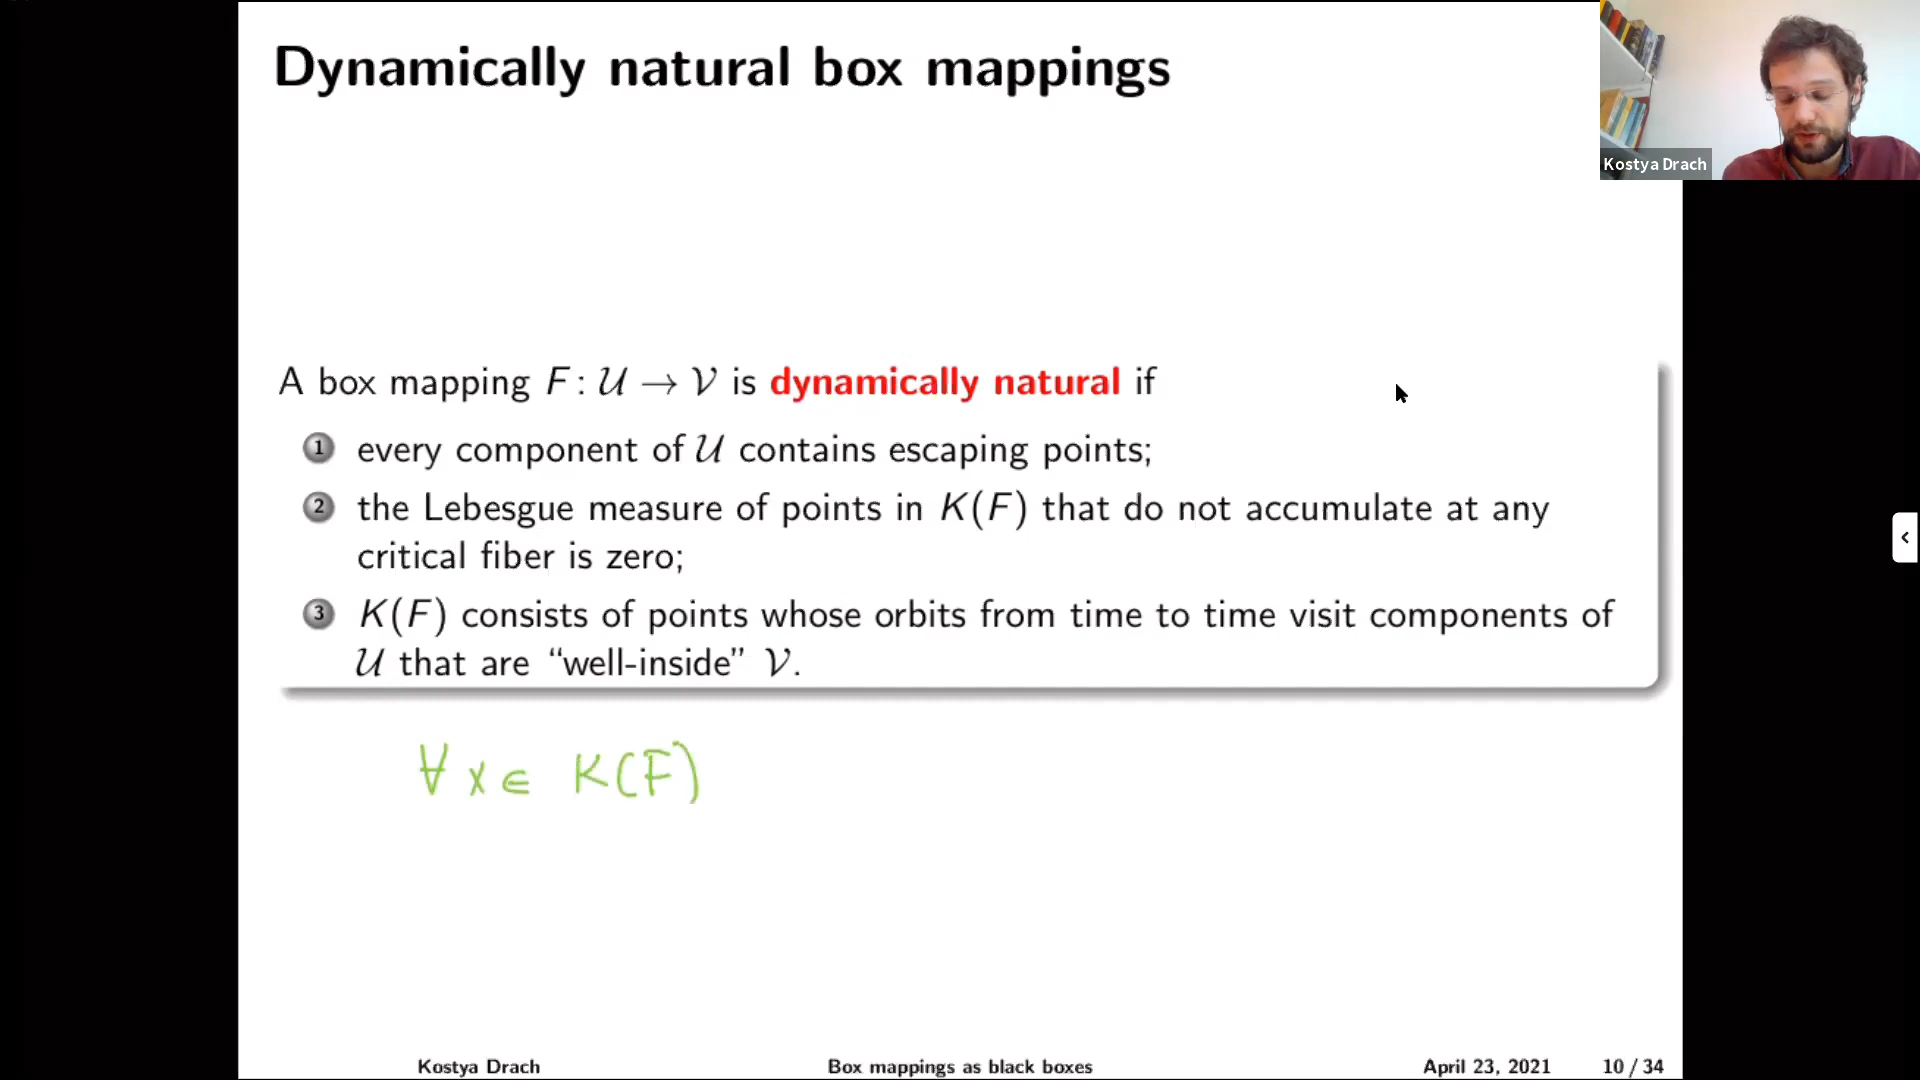 Dynamically natural box mappings
Kostya Drach
A box mapping F: 𝒰 → 𝒱 is dynamically natural if
1 every component of 𝒰 contains escaping points;
2 the Lebesgue measure of points in K(F) that do not accumulate at any
critical fiber is zero;
3 K(F) consists of points whose orbits from time to time visit components of
𝒰 that are “well-inside” 𝒱.
∀ x ∈ K(F)
Kostya Drach Box mappings as black boxes April 23, 2021 10 / 34